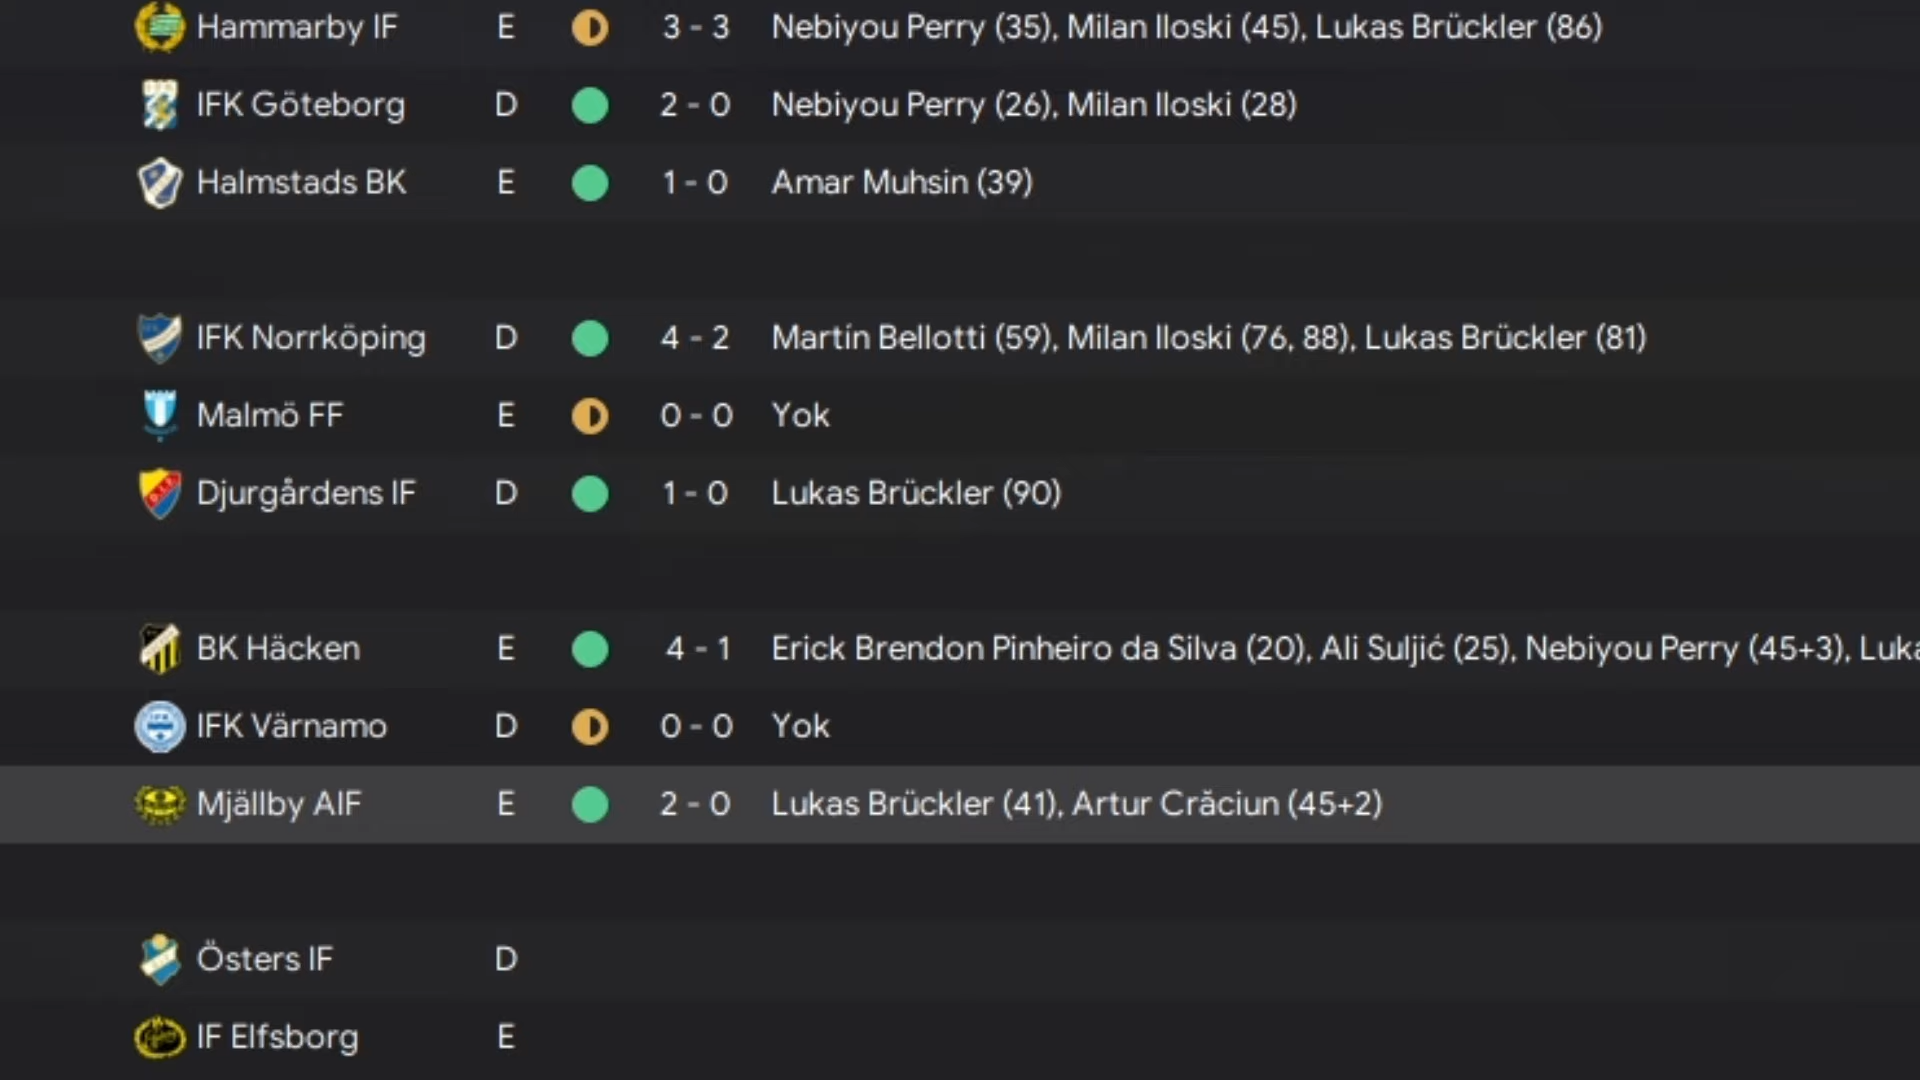 Hammarby IF E 3 - 3 Nebiyou Perry (35), Milan Iloski (45), Lukas Brückler (86)
IFK Göteborg D 2 - 0 Nebiyou Perry (26), Milan Iloski (28)
Halmstads BK E 1 - 0 Amar Muhsin (39)
IFK Norrköping D 4 - 2 Martín Bellotti (59), Milan Iloski (76, 88), Lukas Brückler (81)
Malmö FF E 0 - 0 Yok
Djurgårdens IF D 1 - 0 Lukas Brückler (90)
BK Häcken E 4 - 1 Erick Brendon Pinheiro da Silva (20), Ali Suljić (25), Nebiyou Perry (45+3), Luka
IFK Värnamo D 0 - 0 Yok
Mjällby AIF E 2 - 0 Lukas Brückler (41), Artur Crăciun (45+2)
Östers IF D
IF Elfsborg E